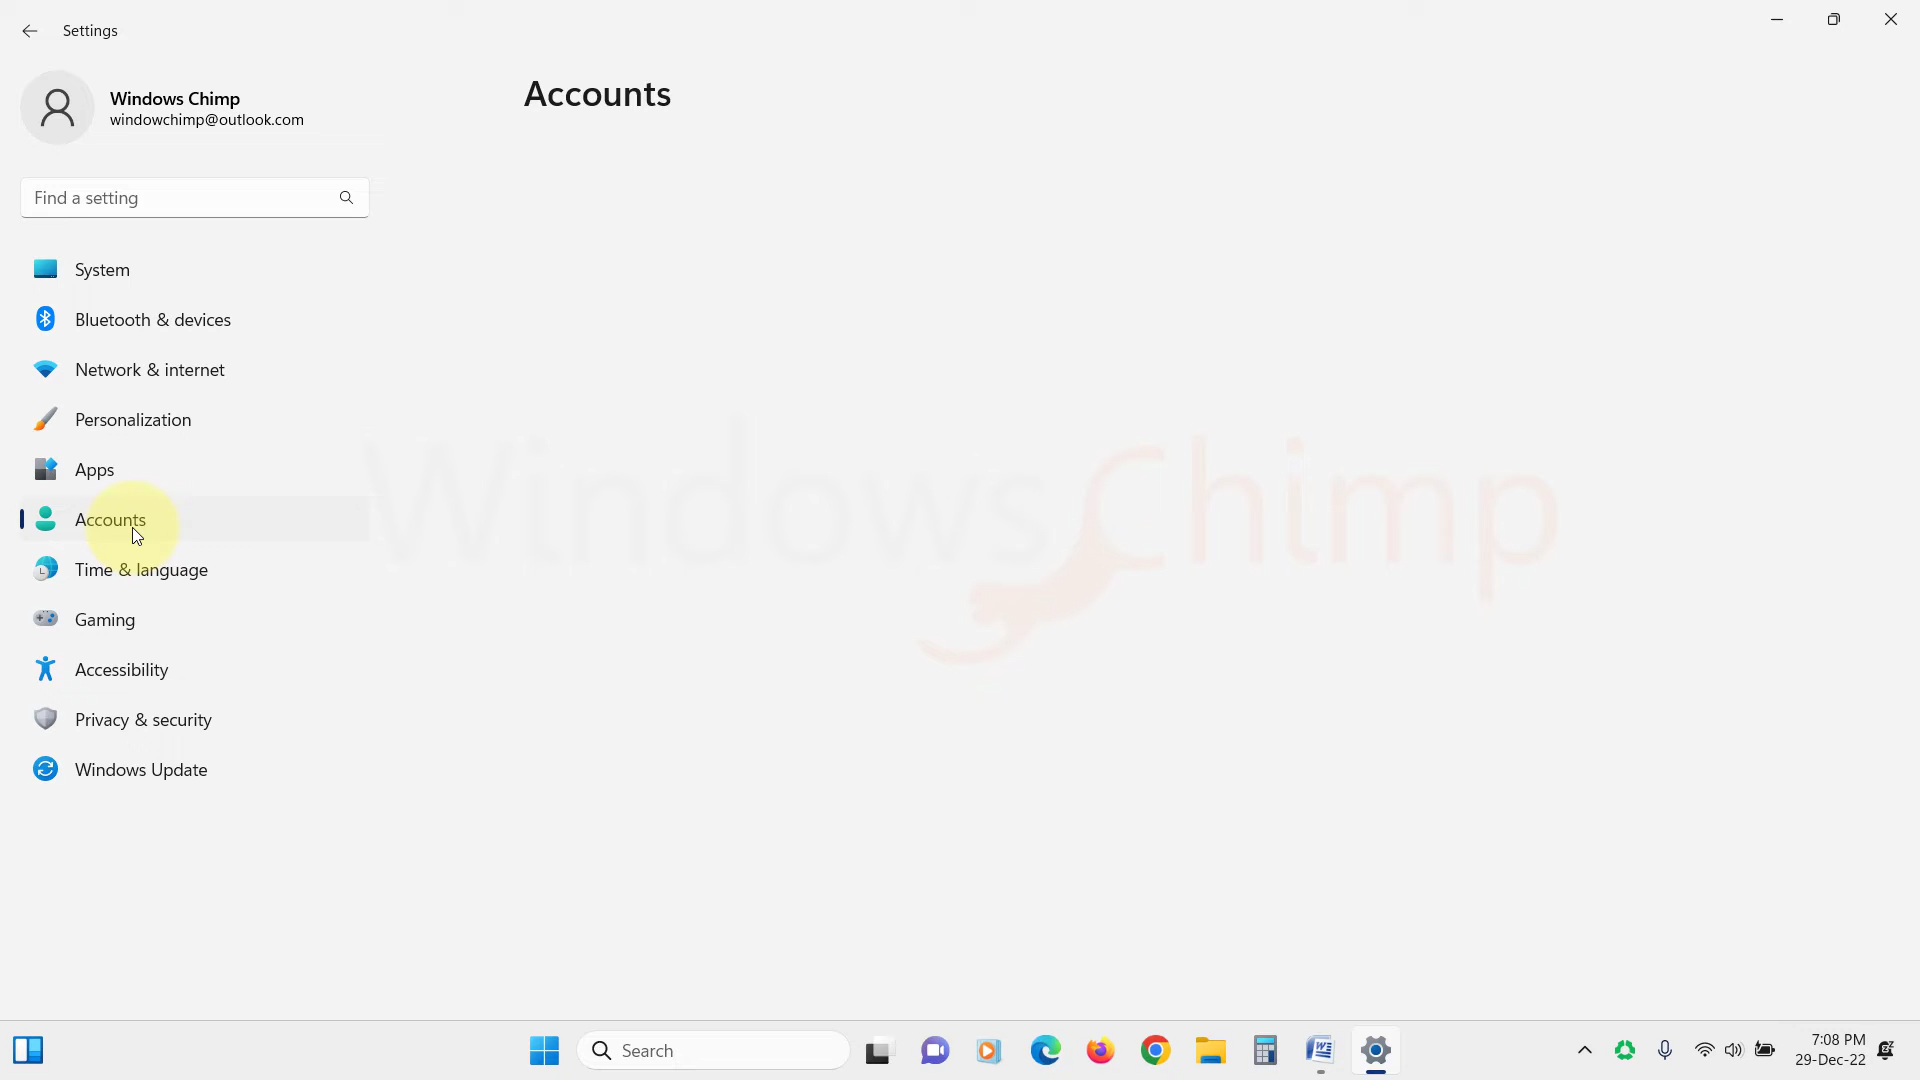 Settings
Windows Chimp
windowchimp@outlook.com
Find a setting
System
Bluetooth & devices
Network & internet
Personalization
Apps
Accounts
Time & language
Gaming
Accessibility
Privacy & security
Windows Update
Accounts
WindowsChimp
Search
7:08 PM
29-Dec-22